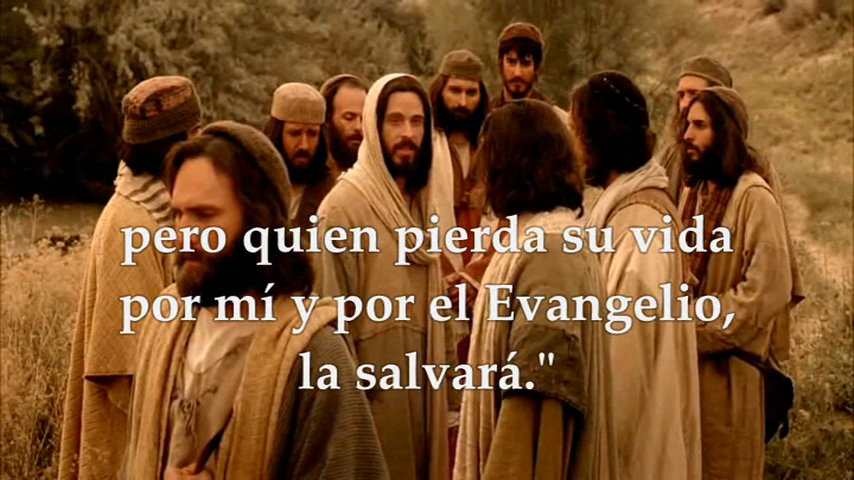 pero quien pierda su vida
por mí y por el Evangelio,
la salvará."